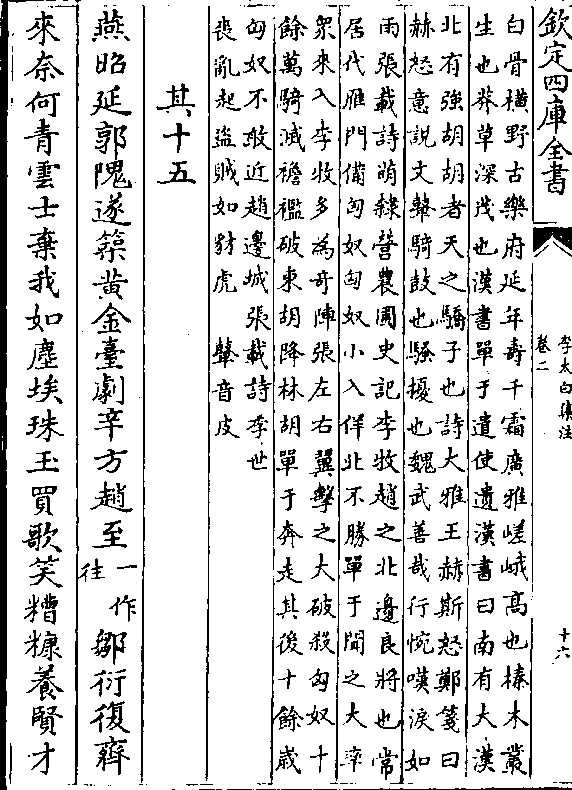 欽定四庫全書
李太白集注
卷二
十六
白骨橫野古樂府延年壽千霜廣雅嵯峨高也榛木叢
生也莽草深茂也漢書單于遣使遺漢書曰南有大漢
北有強胡胡者天之驕子也詩大雅王赫斯怒鄭箋曰
赫怒意說文鼙騎鼓也騷擾也魏武善哉行惋嘆淚如
雨張載詩萌隸營農圃史記李牧趙之北邊良將也常
居代雁門備匈奴匈奴小入佯北不勝單于聞之大率
衆來入李牧多為奇陣張左右翼擊之大破殺匈奴十
餘萬騎滅襜襤破東胡降林胡單于奔走其後十餘歲
匈奴不敢近趙邊城張載詩季世
喪亂起盜賊如豺虎 鼙音皮
其十五
燕昭延郭隗遂築黃金臺劇辛方趙至一作往鄒衍復齊
來奈何青雲士棄我如塵埃珠玉買歌笑糟糠養賢才